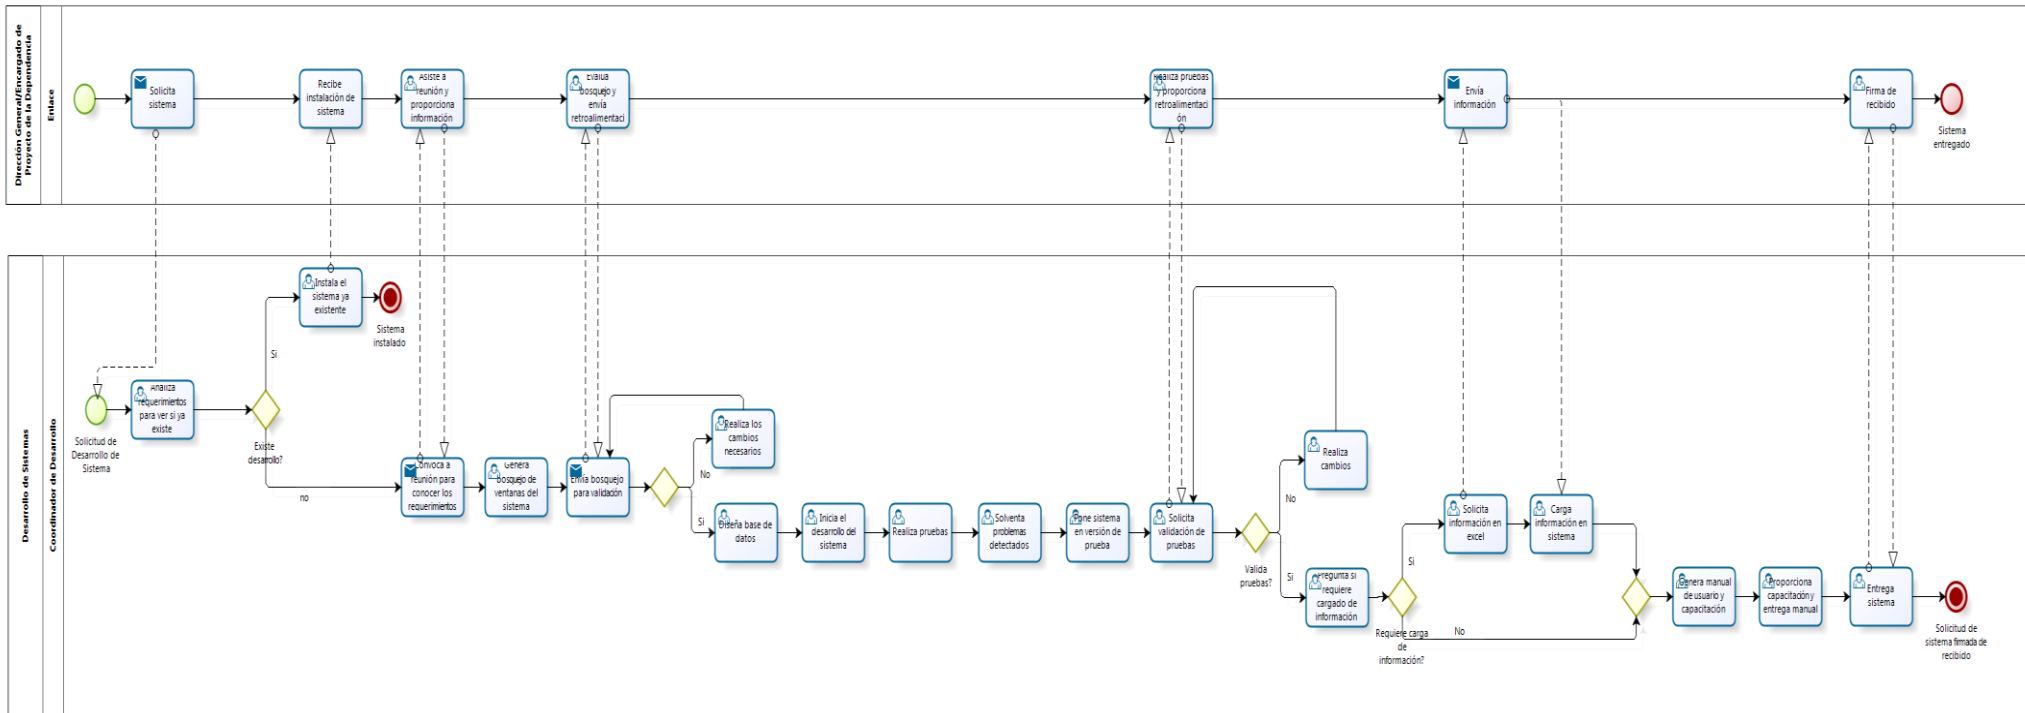 Dirección General/Encargado de
Proyecto de la Dependencia
Enlace
Solicita
sistema
Recibe
instalación de
sistema
Asiste a
reunión y
proporciona
información
Evalúa
bosquejo y
envía
retroalimentaci
Realiza pruebas
y proporciona
retroalimentaci
ón
Envía
información
Firma de
recibido
Sistema
entregado
Desarrollo de Sistemas
Coordinador de Desarrollo
Solicitud de
Desarrollo de
Sistema
Analiza
requerimientos
para ver si ya
existe
Existe
desarrollo?
Si
no
Instala el
sistema ya
existente
Sistema
instalado
Convoca a
reunión para
conocer los
requerimientos
Genera
bosquejo de
ventanas del
sistema
Envía bosquejo
para validación
No
Si
Realiza los
cambios
necesarios
Diseña base de
datos
Inicia el
desarrollo del
sistema
Realiza pruebas
Solventa
problemas
detectados
Pone sistema
en versión de
prueba
Solicita
validación de
pruebas
Valida
pruebas?
No
Si
Realiza
cambios
Pregunta si
requiere
cargado de
información
Requiere carga
de
información?
Si
No
Solicita
información en
excel
Carga
información en
sistema
Genera manual
de usuario y
capacitación
Proporciona
capacitación y
entrega manual
Entrega
sistema
Solicitud de
sistema firmada de
recibido